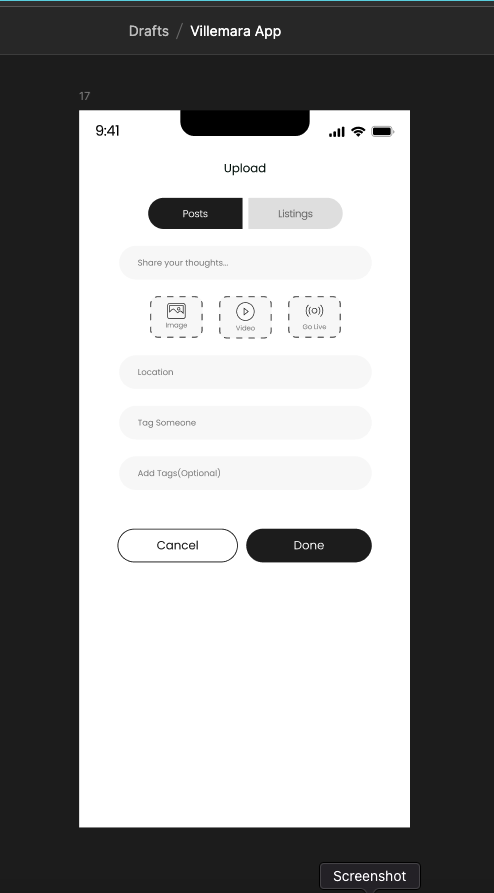 Drafts / Villemara App
17
9:41
Upload
Posts Listings
Share your thoughts...
Image Video Go Live
Location
Tag Someone
Add Tags(Optional)
Cancel Done
Screenshot